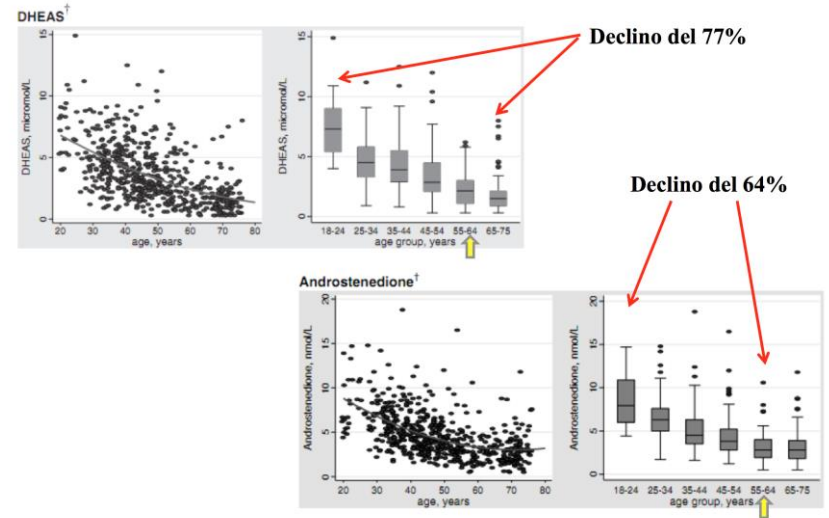 DHEAS†
Declino del 77%
DHEAS, micromol/L
15
10
5
0
20 30 40 50 60 70 80
age, years
DHEAS, micromol/L
15
10
5
0
18-24 25-34 35-44 45-54 55-64 65-75
age group, years
Declino del 64%
Androstenedione†
Androstenedione, nmol/L
20
15
10
5
0
20 30 40 50 60 70 80
age, years
Androstenedione, nmol/L
20
15
10
5
0
18-24 25-34 35-44 45-54 55-64 65-75
age group, years